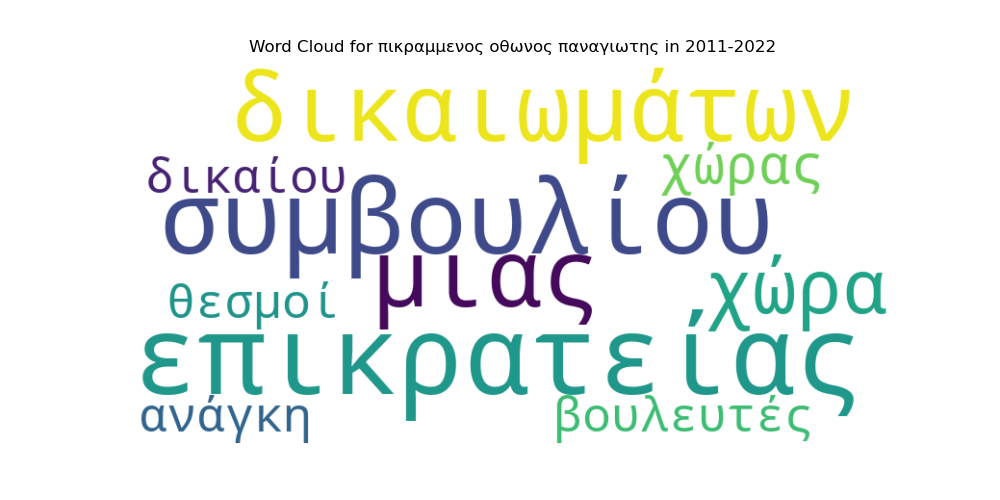 Word Cloud for πικραμμενος οθωνος παναγιωτης in 2011-2022
δικαιωμάτων
δικαίου χώρας
συμβουλίου
μιας χώρα
θεσμοί
επικρατείας
ανάγκη βουλευτές